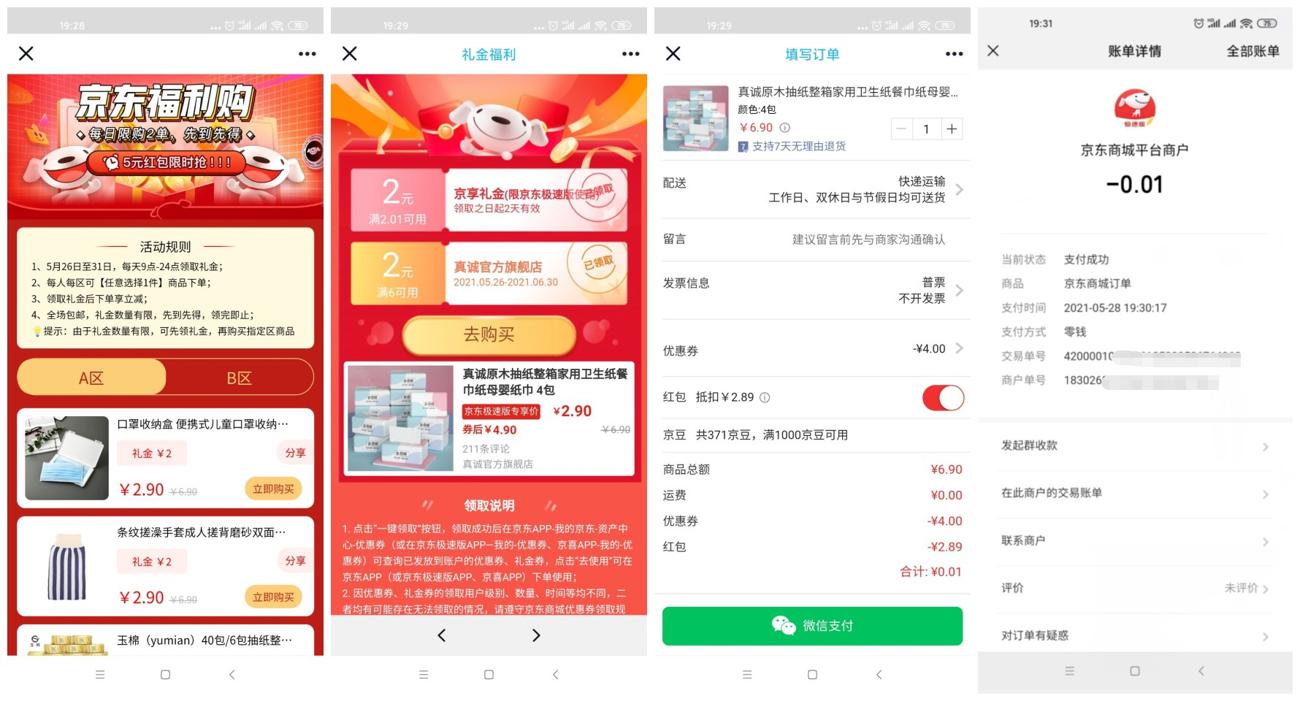 19:28
75
京东福利购
每日限购2单，先到先得
5元红包限时抢！！！
活动规则
1、5月26日至31日，每天9点-24点领取礼金；
2、每人每区可【任意选择1件】商品下单；
3、领取礼金后下单享立减；
4、全场包邮，礼金数量有限，先到先得，领完即止；
提示：由于礼金数量有限，可先领礼金，再购买指定区商品
A区
B区
口罩收纳盒 便携式儿童口罩收纳…
礼金 ￥2
分享
￥2.90 ￥6.90
立即购买
条纹搓澡手套成人搓背磨砂双面…
礼金 ￥2
分享
￥2.90 ￥6.90
立即购买
玉棉（yumian）40包/6包抽纸整…
19:29
75
礼金福利
2元
满2.01可用
京享礼金(限京东极速版使用)
领取之日起2天有效
已领取
2元
满6可用
真诚官方旗舰店
2021.05.26-2021.06.30
已领取
去购买
真诚原木抽纸整箱家用卫生纸餐
巾纸母婴纸巾 4包
京东极速版专享价 ￥2.90
券后￥4.90
￥6.90
211条评论
真诚官方旗舰店
领取说明
1. 点击“一键领取”按钮，领取成功后在京东APP-我的京东-资产中
心-优惠券（或在京东极速版APP—我的-优惠券、京喜APP-我的-优
惠券）可查询已发放到账户的优惠券、礼金券，点击“去使用”可在
京东APP（或京东极速版APP、京喜APP）下单使用；
2. 因优惠券、礼金券的领取用户级别、数量、时间等均不同，二
者均有可能存在无法领取的情况，请遵守京东商城优惠券领取规
19:29
75
填写订单
真诚原木抽纸整箱家用卫生纸餐巾纸母婴...
颜色:4包
￥6.90
1
支持7天无理由退货
配送
快递运输
工作日、双休日与节假日均可送货
留言
建议留言前先与商家沟通确认
发票信息
普票
不开发票
优惠券
-¥4.00
红包 抵扣￥2.89
京豆 共371京豆，满1000京豆可用
商品总额
¥6.90
运费
¥0.00
优惠券
-¥4.00
红包
-¥2.89
合计: ¥0.01
微信支付
19:31
75
账单详情
全部账单
极速版
京东商城平台商户
-0.01
当前状态 支付成功
商品 京东商城订单
支付时间 2021-05-28 19:30:17
支付方式 零钱
交易单号 42000010
商户单号 183026
发起群收款
在此商户的交易账单
联系商户
评价
未评价
对订单有疑惑